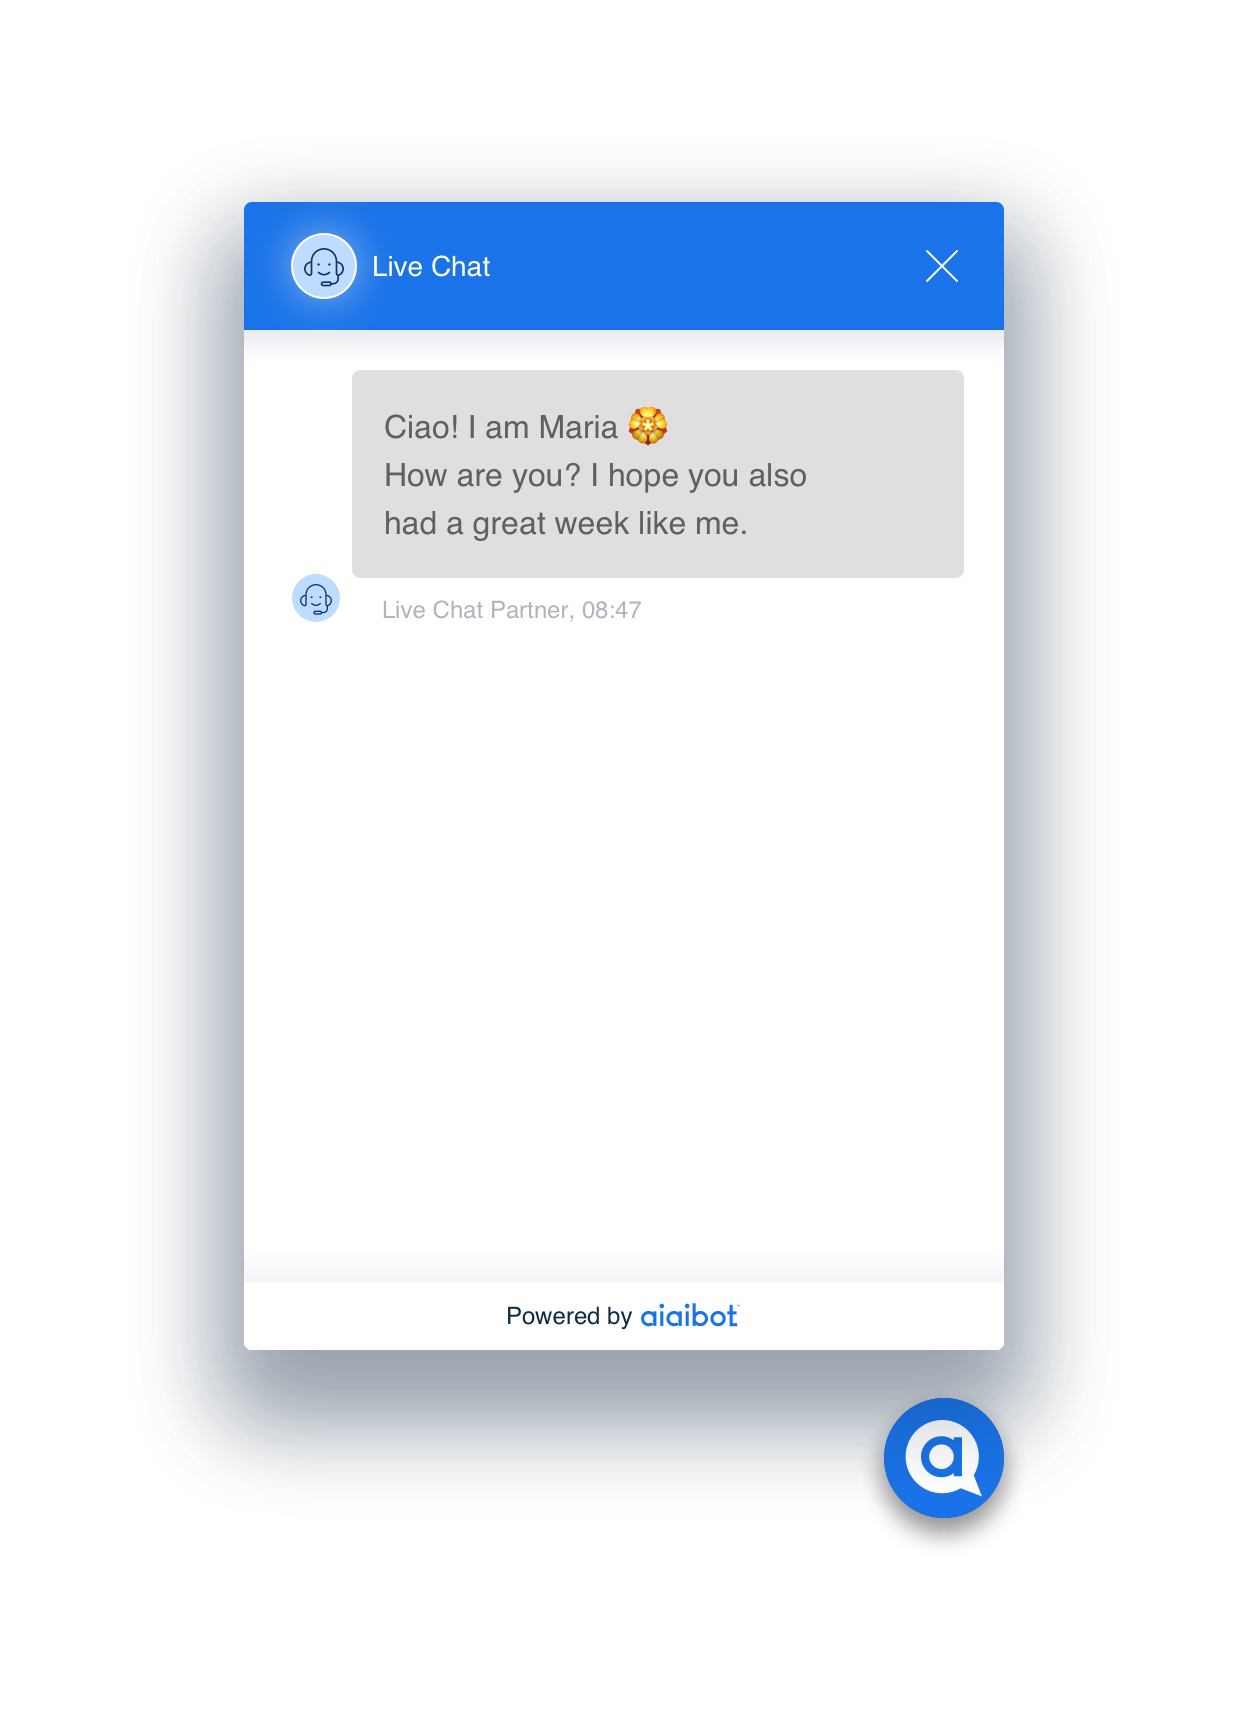 Live Chat
Ciao! I am Maria 🏵️
How are you? I hope you also
had a great week like me.
Live Chat Partner, 08:47
Powered by aiaibot
a